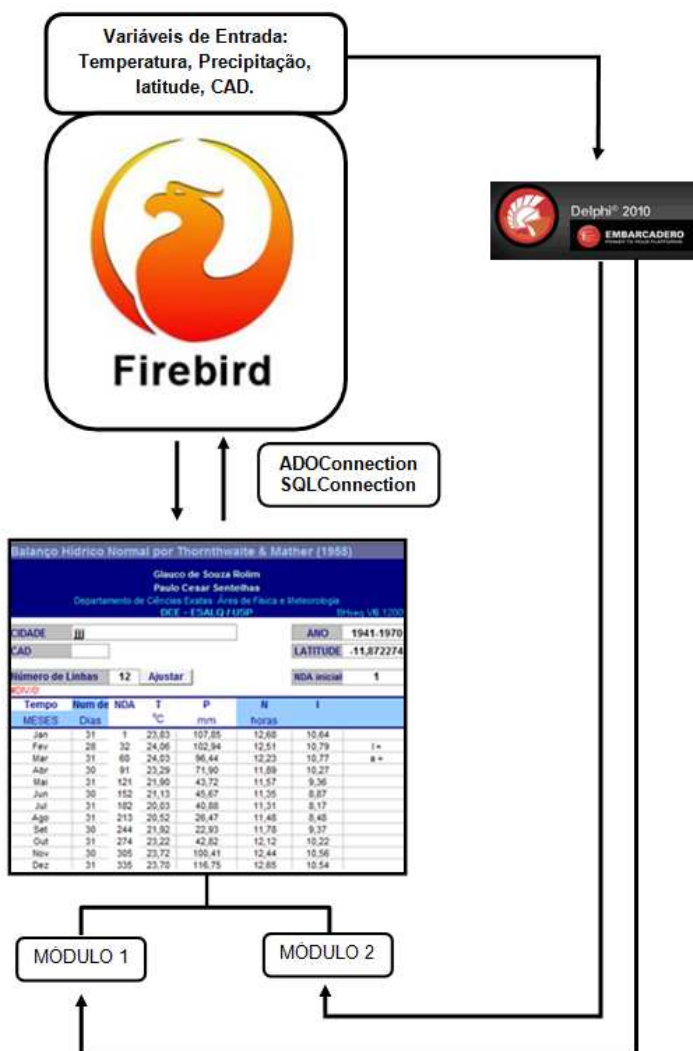 Variáveis de Entrada:
Temperatura, Precipitação,
latitude, CAD.
Firebird
Delphi® 2010
EMBARCADERO
ADOConnection
SQLConnection
Balanço Hídrico Normal por Thornthwaite & Mather (1955)
Glauco de Souza Rolim
Paulo Cesar Sentelhas
Departamento de Ciências Exatas Área de Física e Meteorologia
DCE - ESALQ / USP
CIDADE jjj ANO 1941-1970
CAD LATITUDE -11,872274
Número de Linhas 12 Ajustar NDA inicial 1
Tempo Num de NDA T P N I
MESES Dias ºC mm horas
Jan 31 1 23,83 107,85 12,68 10,64
Fev 28 32 24,06 102,94 12,51 10,79 I =
Mar 31 60 24,03 96,44 12,23 10,77 a =
Abr 30 91 23,29 71,90 11,89 10,27
Mai 31 121 21,90 43,72 11,57 9,36
Jun 30 152 21,13 45,67 11,35 8,87
Jul 31 182 20,03 40,88 11,31 8,17
Ago 31 213 20,52 26,47 11,48 8,48
Set 30 244 21,92 22,93 11,78 9,37
Out 31 274 23,22 42,82 12,12 10,22
Nov 30 305 23,72 100,41 12,44 10,56
Dez 31 335 23,70 116,75 12,65 10,54
MÓDULO 1
MÓDULO 2